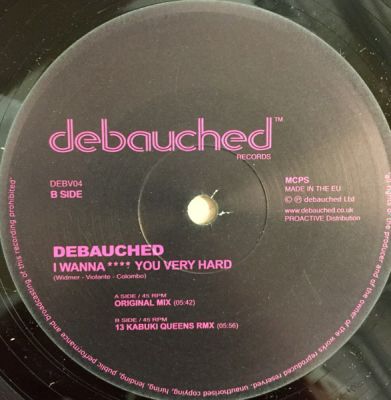 debauched™
RECORDS
DEBV04
B SIDE
MCPS
MADE IN THE EU
© ℗ debauched Ltd
www.debauched.co.uk
PROACTIVE Distribution
DEBAUCHED
I WANNA **** YOU VERY HARD
(Widmer - Violante - Colombo)
A SIDE / 45 RPM
ORIGINAL MIX (05:42)
B SIDE / 45 RPM
13 KABUKI QUEENS RMX (05:56)
all rights of the producer and of the owner of the works reproduced reserved. Unauthorised copying, hiring, lending, public performance and broadcasting of this recording prohibited